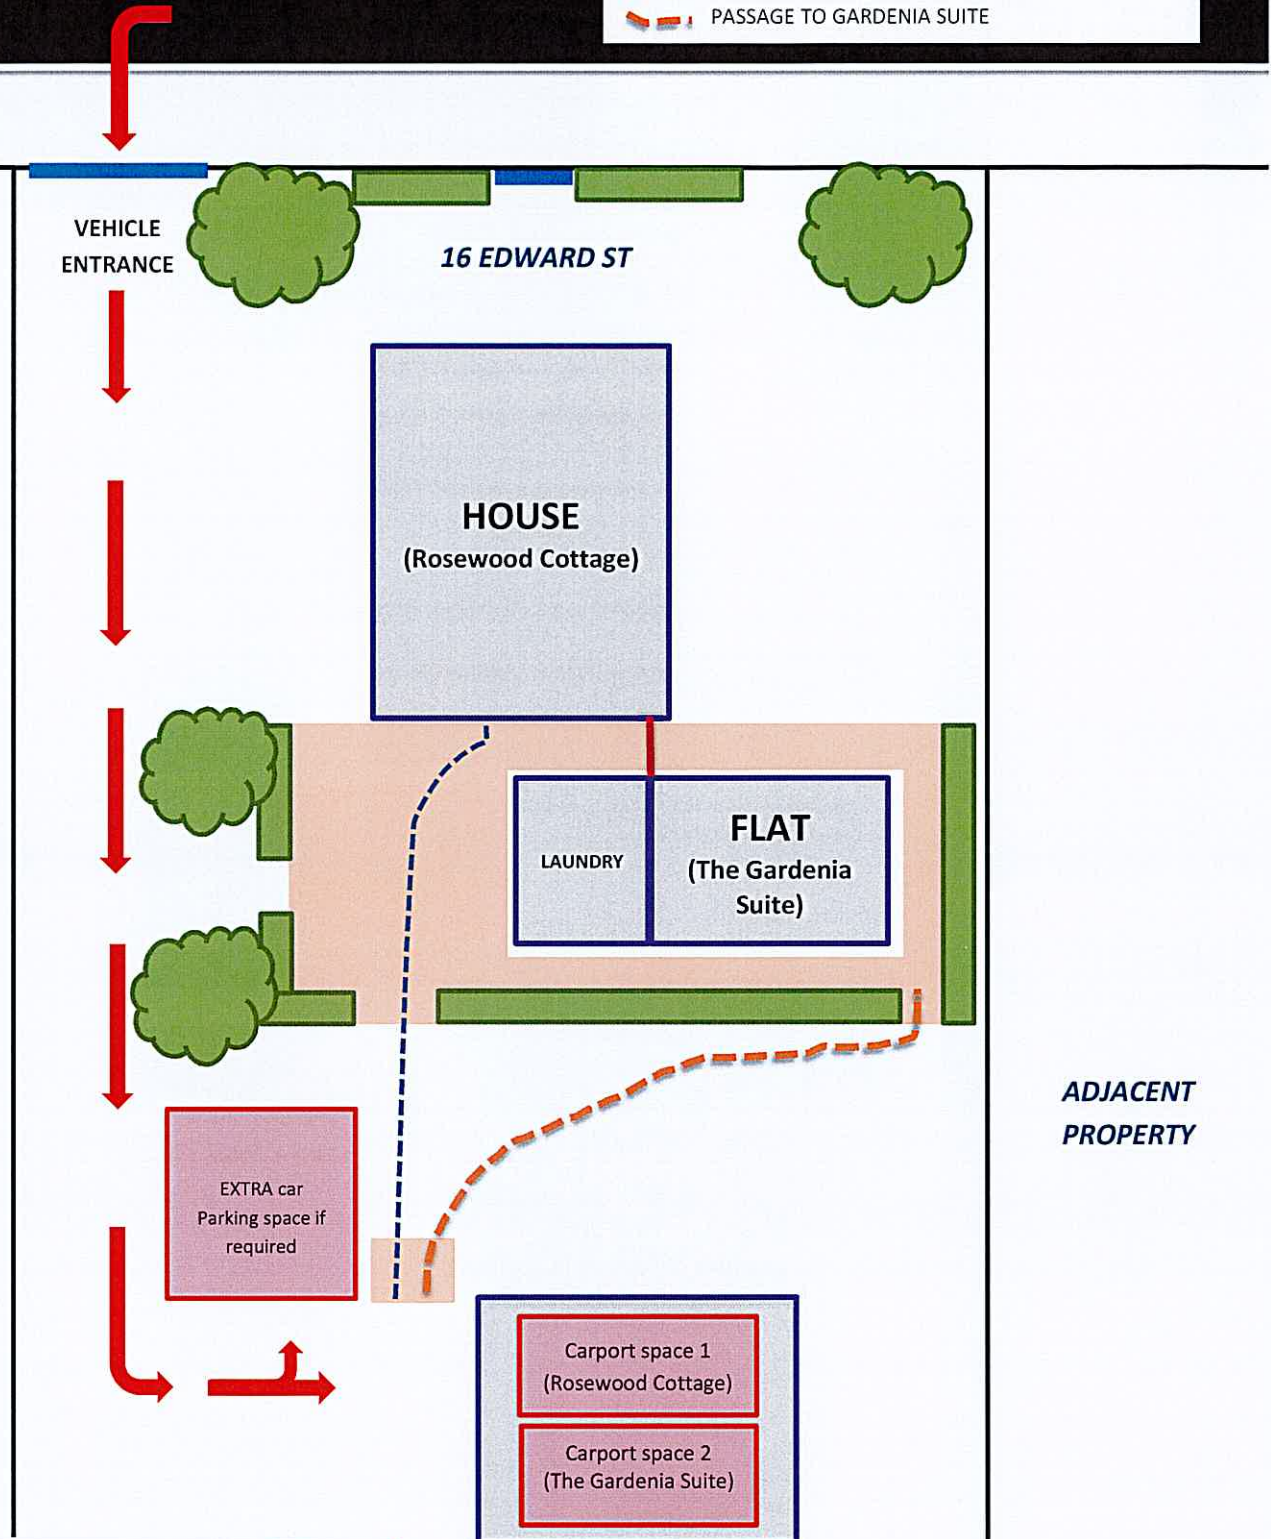 PASSAGE TO GARDENIA SUITE
VEHICLE
ENTRANCE
16 EDWARD ST
HOUSE
(Rosewood Cottage)
LAUNDRY
FLAT
(The Gardenia
Suite)
ADJACENT
PROPERTY
EXTRA car
Parking space if
required
Carport space 1
(Rosewood Cottage)
Carport space 2
(The Gardenia Suite)